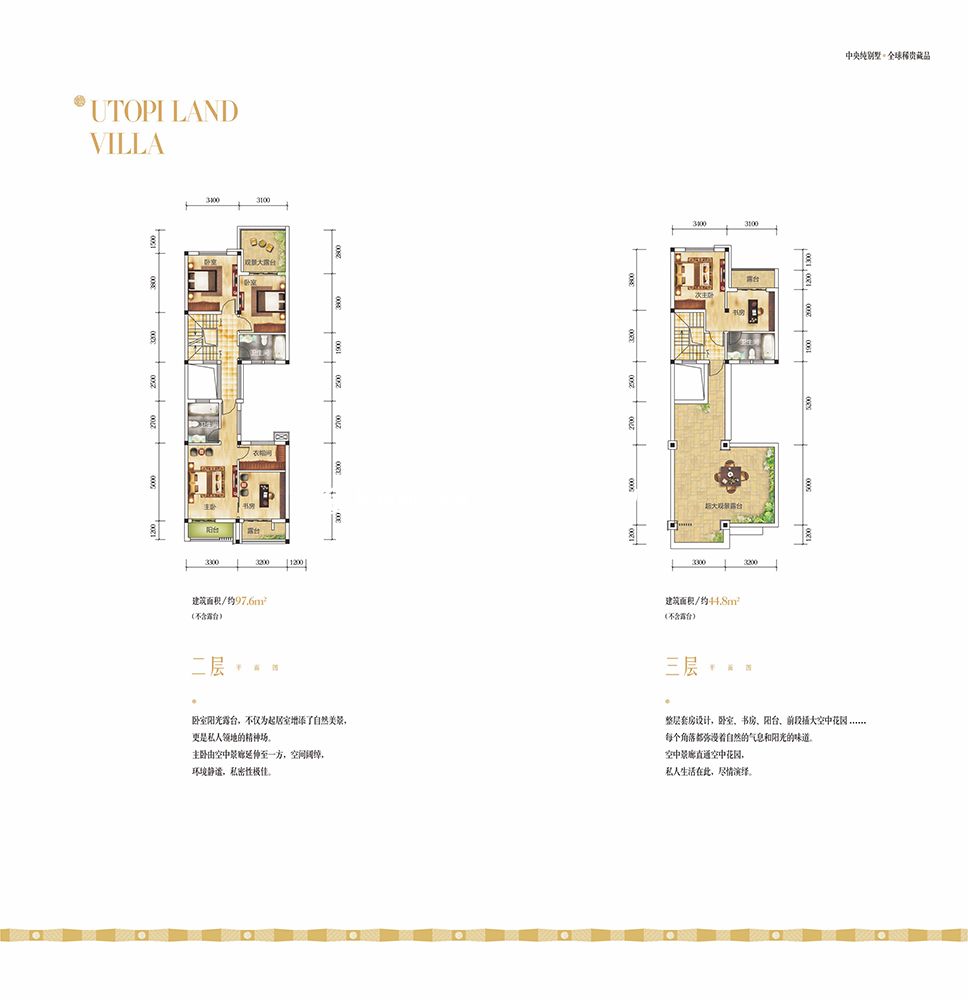 中央纯别墅·全球稀贵藏品
UTOPI LAND
VILLA
3400 3100
1500
3800
3200
2500
2700
5000
1200
卧室
观景大露台
卧室
卫生间
卫生间
衣帽间
主卧
书房
阳台
露台
2800
3800
1900
2500
2700
3200
300
3300 3200 1200
建筑面积/约97.6m²
(不含露台)
二层 平面图
卧室阳光露台，不仅为起居室增添了自然美景，
更是私人领地的精神场。
主卧由空中景廊延伸至一方，空间阔绰，
环境静谧，私密性极佳。
3400 3100
3800
3200
2500
2700
5000
1200
次主卧
露台
书房
卫生间
超大观景露台
1300
1200
2600
1900
5200
5000
1200
3300 3200
建筑面积/约44.8m²
(不含露台)
三层 平面图
整层套房设计，卧室、书房、阳台、前段插大空中花园……
每个角落都弥漫着自然的气息和阳光的味道。
空中景廊直通空中花园，
私人生活在此，尽情演绎。